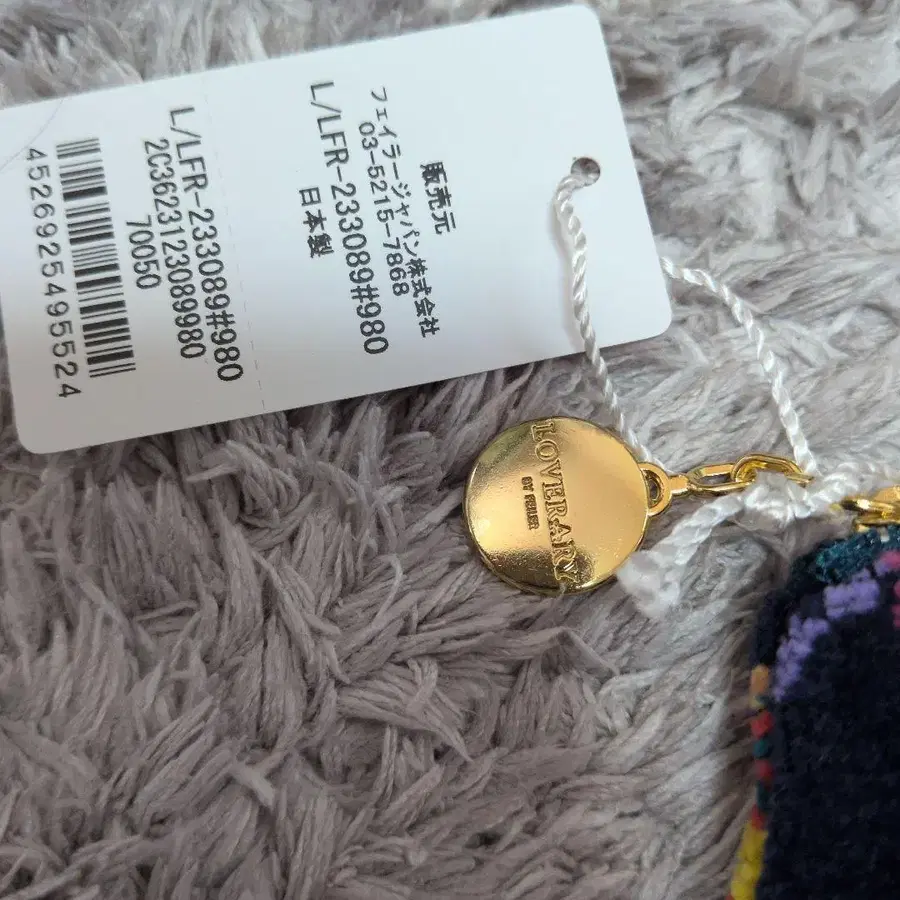 販売元
フェイラージャパン株式会社
03-5215-7868
L/LFR-233089#980
日本製
L/LFR-233089#980
2C3623123089980
70050
4526925495524
LOVERARY
BY FEILER